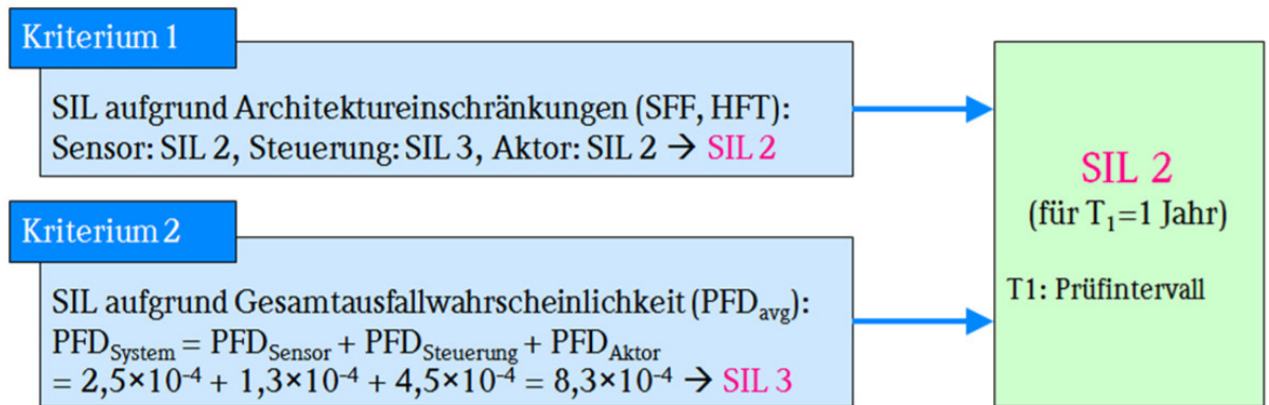 Kriterium 1
SIL aufgrund Architektureinschränkungen (SFF, HFT):
Sensor: SIL 2, Steuerung: SIL 3, Aktor: SIL 2 → SIL 2
Kriterium 2
SIL aufgrund Gesamtausfallwahrscheinlichkeit (PFDavg):
PFDSystem = PFDSensor + PFDSteuerung + PFDAktor
= 2,5×10⁻⁴ + 1,3×10⁻⁴ + 4,5×10⁻⁴ = 8,3×10⁻⁴ → SIL 3
SIL 2
(für T₁=1 Jahr)
T1: Prüfintervall